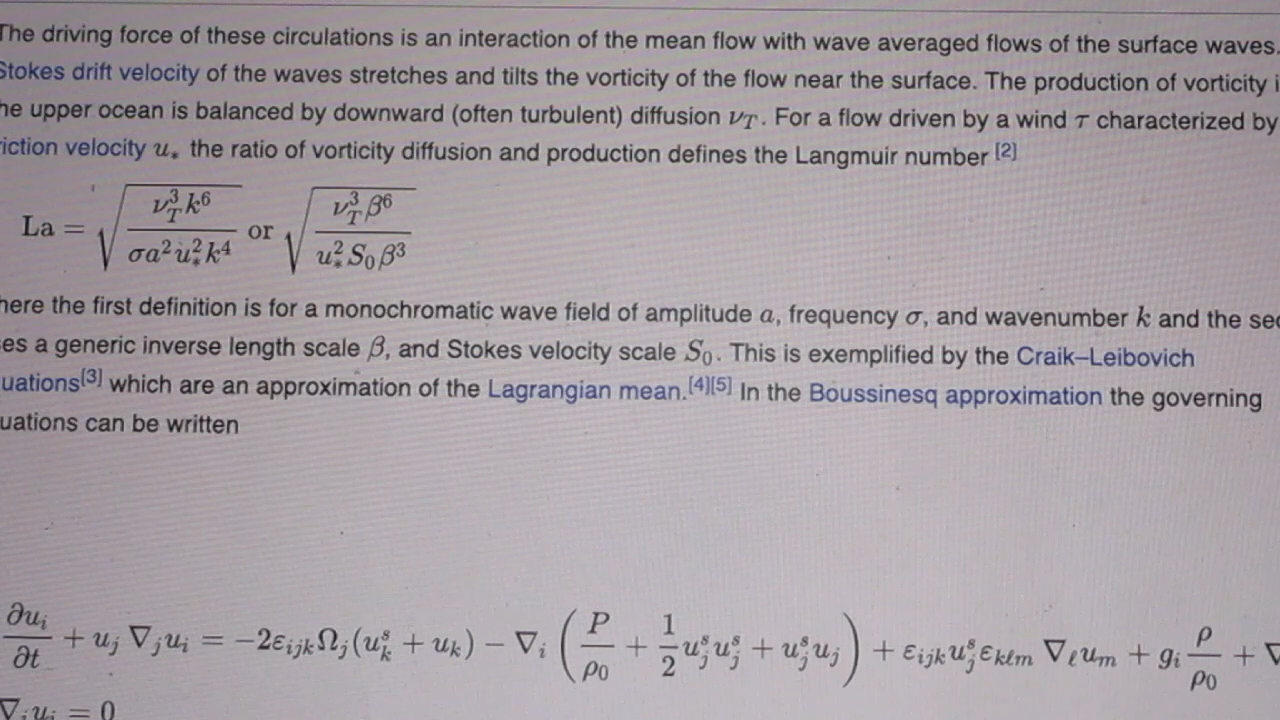 The driving force of these circulations is an interaction of the mean flow with wave averaged flows of the surface waves.
Stokes drift velocity of the waves stretches and tilts the vorticity of the flow near the surface. The production of vorticity i
he upper ocean is balanced by downward (often turbulent) diffusion ν_T. For a flow driven by a wind τ characterized by
iction velocity u_* the ratio of vorticity diffusion and production defines the Langmuir number [2]
La = √(ν_T^3 k^6 / σa^2 u_*^2 k^4) or √(ν_T^3 β^6 / u_*^2 S_0 β^3)
here the first definition is for a monochromatic wave field of amplitude a, frequency σ, and wavenumber k and the sec
es a generic inverse length scale β, and Stokes velocity scale S_0. This is exemplified by the Craik–Leibovich
uations[3] which are an approximation of the Lagrangian mean.[4][5] In the Boussinesq approximation the governing
uations can be written
∂u_i/∂t + u_j ∇_j u_i = −2ε_ijk Ω_j (u_k^s + u_k) − ∇_i (P/ρ_0 + 1/2 u_j^s u_j^s + u_j^s u_j) + ε_ijk u_j^s ε_kℓm ∇_ℓ u_m + g_i ρ/ρ_0 + ∇
∇_i u_i = 0